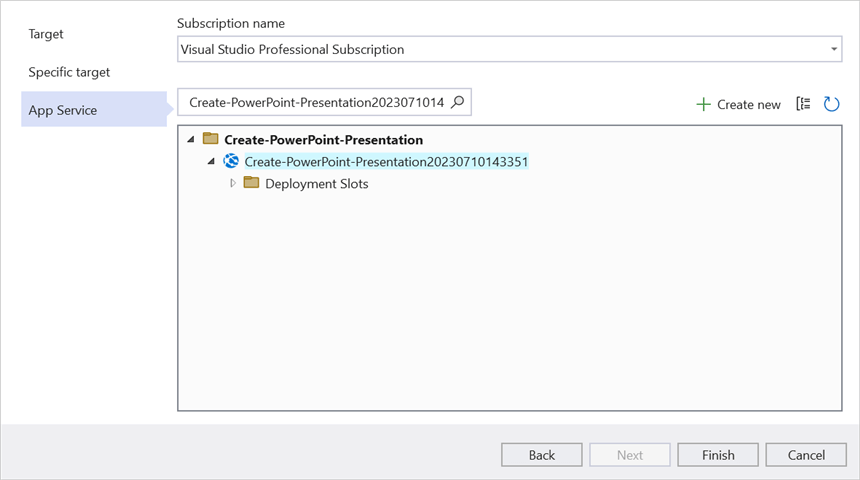 Target
Specific target
App Service
Subscription name
Visual Studio Professional Subscription
Create-PowerPoint-Presentation2023071014
Create new
Create-PowerPoint-Presentation
Create-PowerPoint-Presentation20230710143351
Deployment Slots
Back Next Finish Cancel